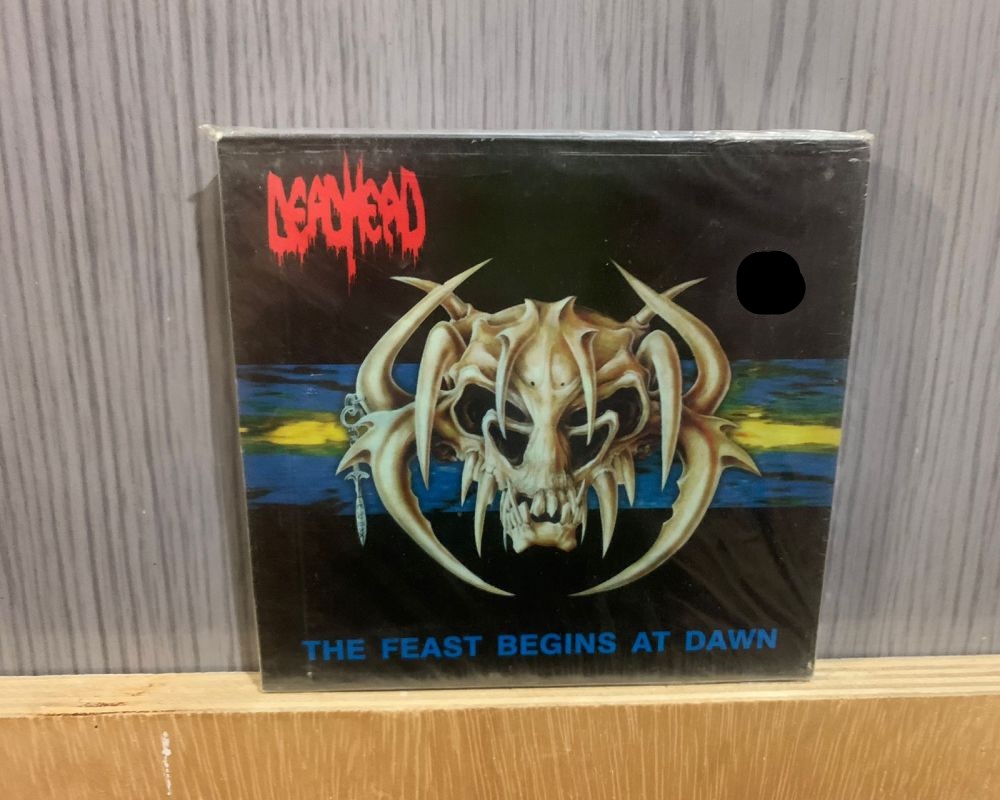 DEADHEAD
THE FEAST BEGINS AT DAWN